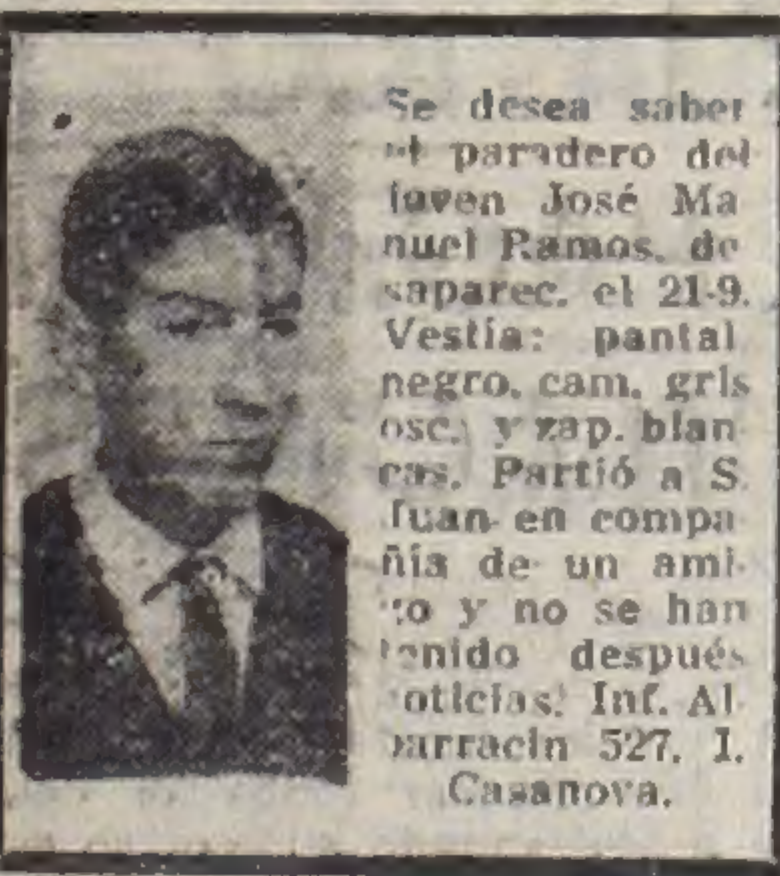 Se desea saber
el paradero del
joven José Ma
nuel Ramos, de
saparec. el 21-9.
Vestía: pantal
negro, cam. gris
osc. y zap. blan
cas. Partió a S.
Juan en compa
ñía de un ami-
go y no se han
tenido después
noticias: Inf. Al
barracín 527, I.
Casanova.